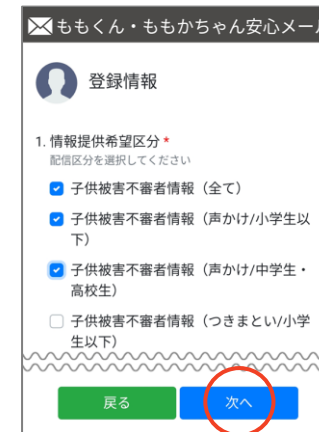 ももくん・ももかちゃん安心メール
登録情報
1. 情報提供希望区分 *
配信区分を選択してください
子供被害不審者情報（全て）
子供被害不審者情報（声かけ/小学生以
下）
子供被害不審者情報（声かけ/中学生・
高校生）
子供被害不審者情報（つきまとい/小学
生以下）
戻る
次へ